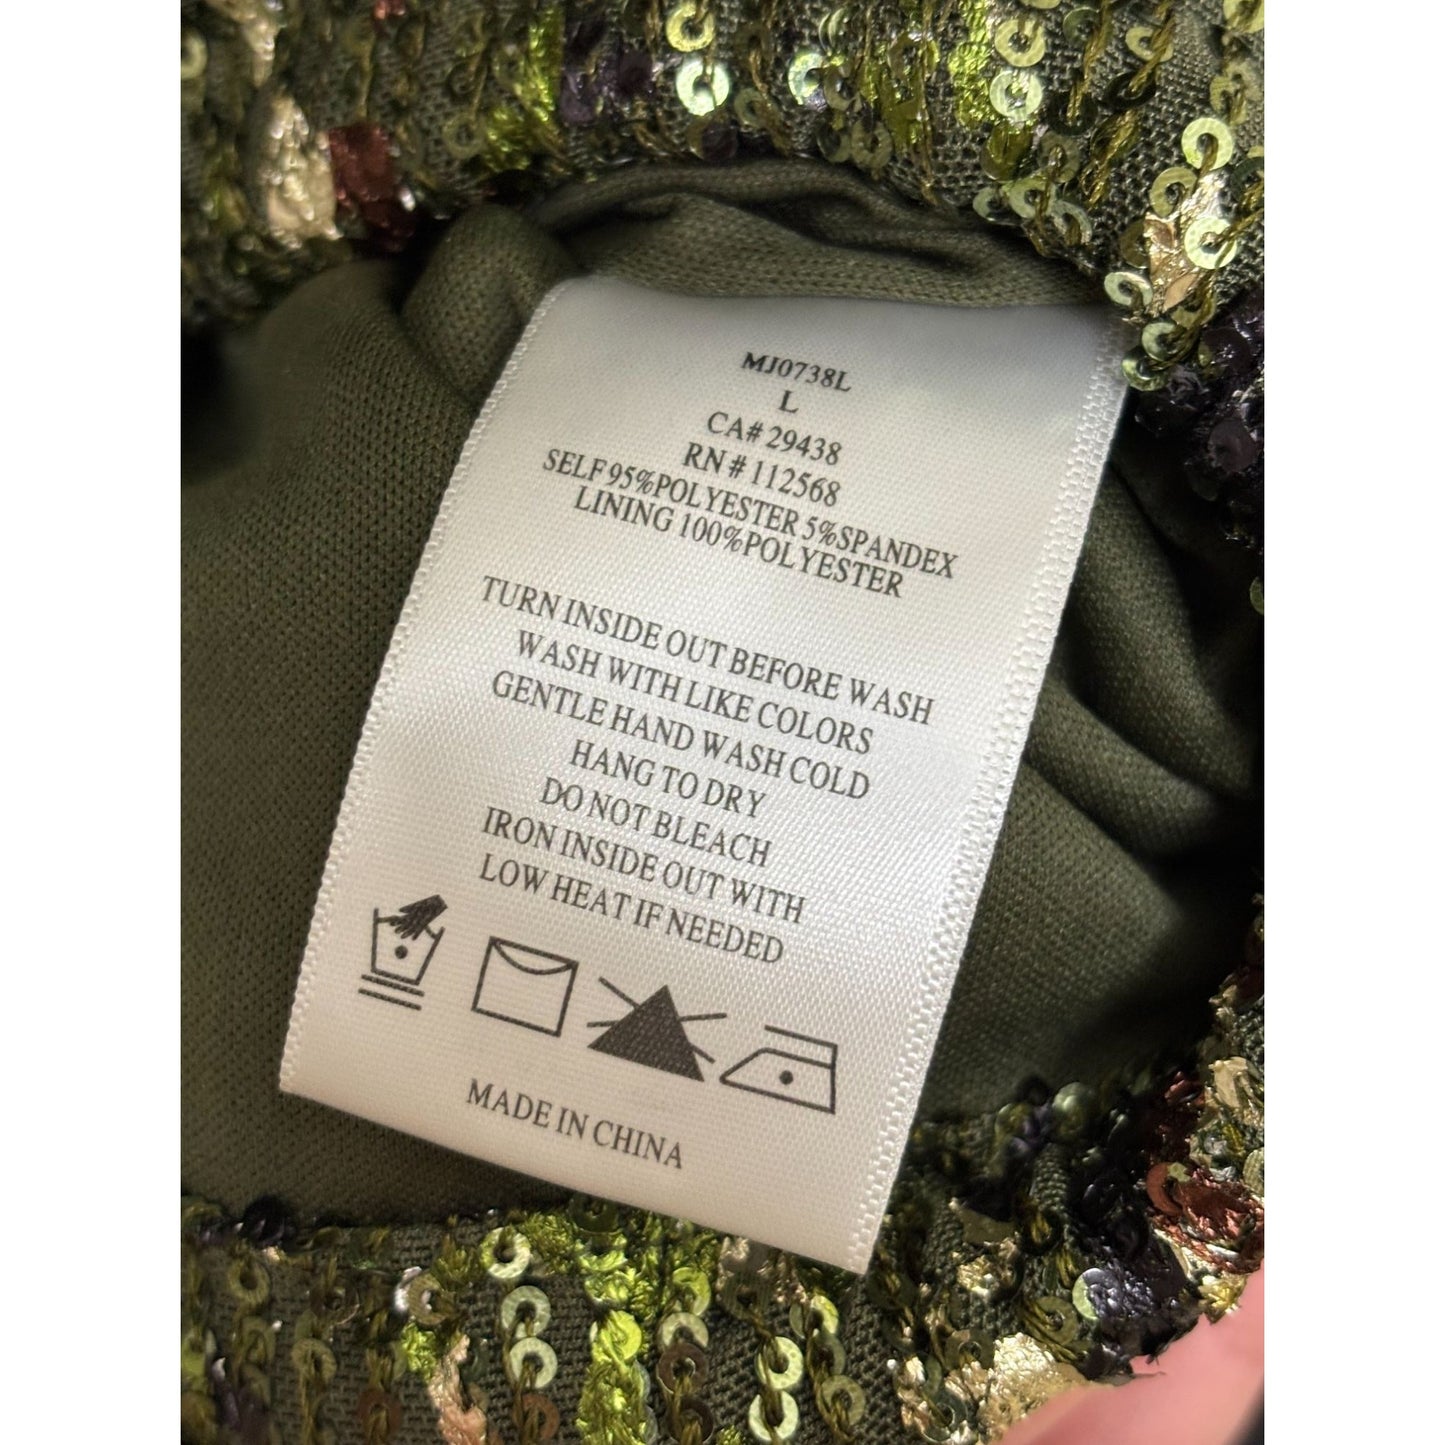 MJ0738L
L
CA# 29438
RN # 112568
SELF 95%POLYESTER 5%SPANDEX
LINING 100%POLYESTER
TURN INSIDE OUT BEFORE WASH
WASH WITH LIKE COLORS
GENTLE HAND WASH COLD
HANG TO DRY
DO NOT BLEACH
IRON INSIDE OUT WITH
LOW HEAT IF NEEDED
MADE IN CHINA